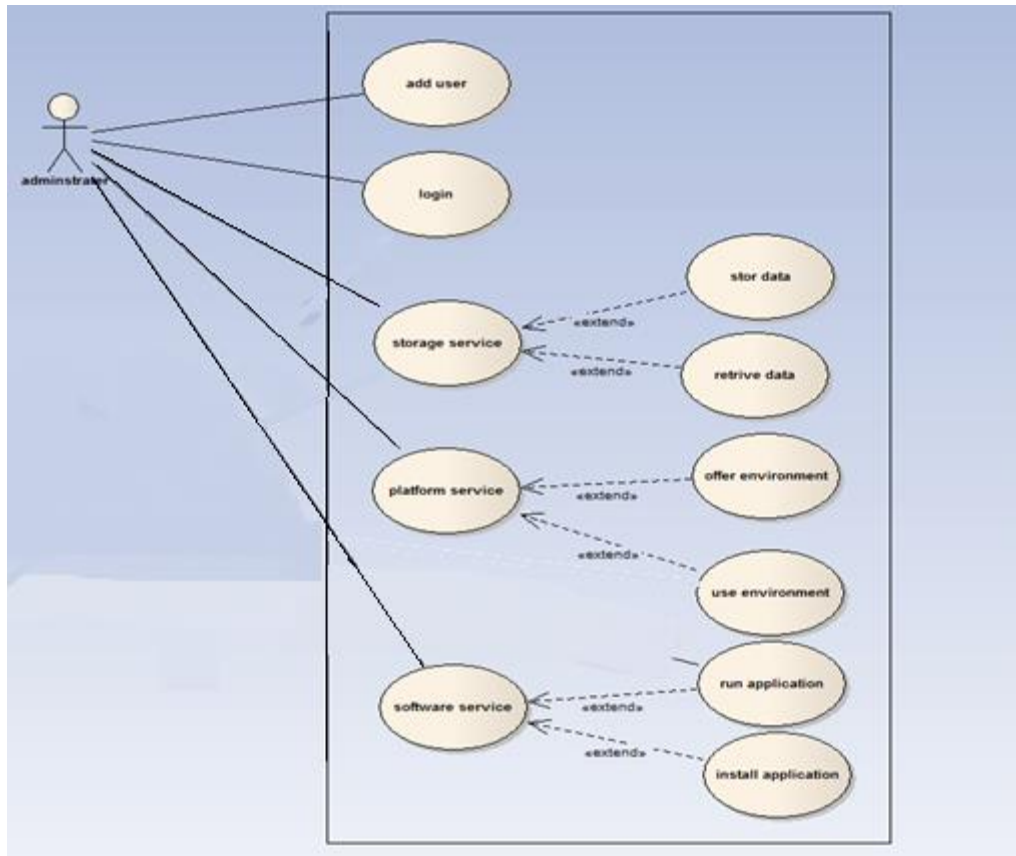 add user
adminstrater
login
stor data
«extend»
storage service
«extend»
retrive data
offer environment
platform service
«extend»
«extend»
use environment
run application
software service
«extend»
«extend»
install application